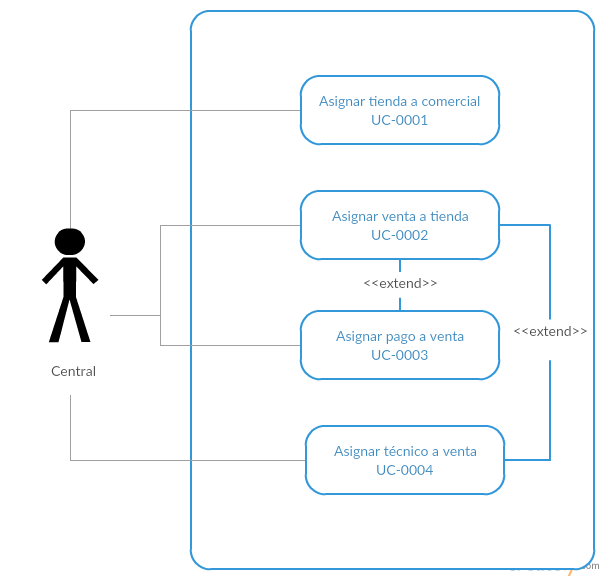 Asignar tienda a comercial
UC-0001
Asignar venta a tienda
UC-0002
<<extend>>
Asignar pago a venta
UC-0003
<<extend>>
Central
Asignar técnico a venta
UC-0004